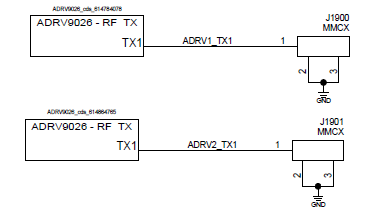 ADRV9026_cds_614784078
ADRV9026 - RF TX
TX1
ADRV1_TX1
1
J1900
MMCX
2
3
GND
ADRV9026_cds_614864765
ADRV9026 - RF TX
TX1
ADRV2_TX1
1
J1901
MMCX
2
3
GND